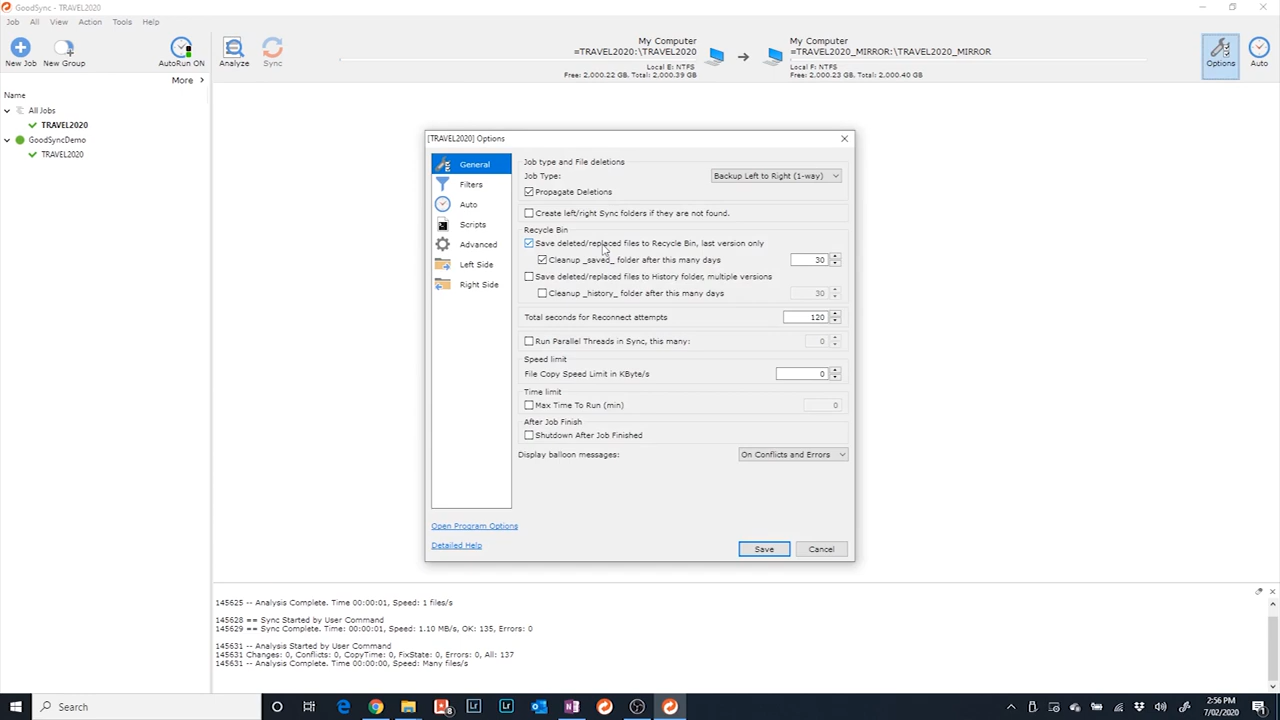 GoodSync - TRAVEL2020
Job All View Action Tools Help
New Job New Group AutoRun ON Analyze Sync
My Computer
=TRAVEL2020:\TRAVEL2020
Local E: NTFS
Free: 2,000.22 GB, Total: 2,000.39 GB
My Computer
=TRAVEL2020_MIRROR:\TRAVEL2020_MIRROR
Local F: NTFS
Free: 2,000.23 GB, Total: 2,000.40 GB
Options Auto
More
Name
All Jobs
TRAVEL2020
GoodSyncDemo
TRAVEL2020
[TRAVEL2020] Options
General
Filters
Auto
Scripts
Advanced
Left Side
Right Side
Job type and File deletions
Job Type: Backup Left to Right (1-way)
Propagate Deletions
Create left/right Sync folders if they are not found.
Recycle Bin
Save deleted/replaced files to Recycle Bin, last version only
Cleanup _saved_ folder after this many days 30
Save deleted/replaced files to History folder, multiple versions
Cleanup _history_ folder after this many days 30
Total seconds for Reconnect attempts 120
Run Parallel Threads in Sync, this many: 0
Speed limit
File Copy Speed Limit in KByte/s 0
Time limit
Max Time To Run (min) 0
After Job Finish
Shutdown After Job Finished
Display balloon messages: On Conflicts and Errors
Open Program Options
Detailed Help
Save Cancel
145625 -- Analysis Complete. Time 00:00:01, Speed: 1 files/s
145628 == Sync Started by User Command
145629 == Sync Complete. Time: 00:00:01, Speed: 1.10 MB/s, OK: 135, Errors: 0
145631 -- Analysis Started by User Command
145631 Changes: 0, Conflicts: 0, CopyTime: 0, FixState: 0, Errors: 0, All: 137
145631 -- Analysis Complete. Time 00:00:00, Speed: Many files/s
Search
8
Lr
Lr
2:56 PM
7/02/2020